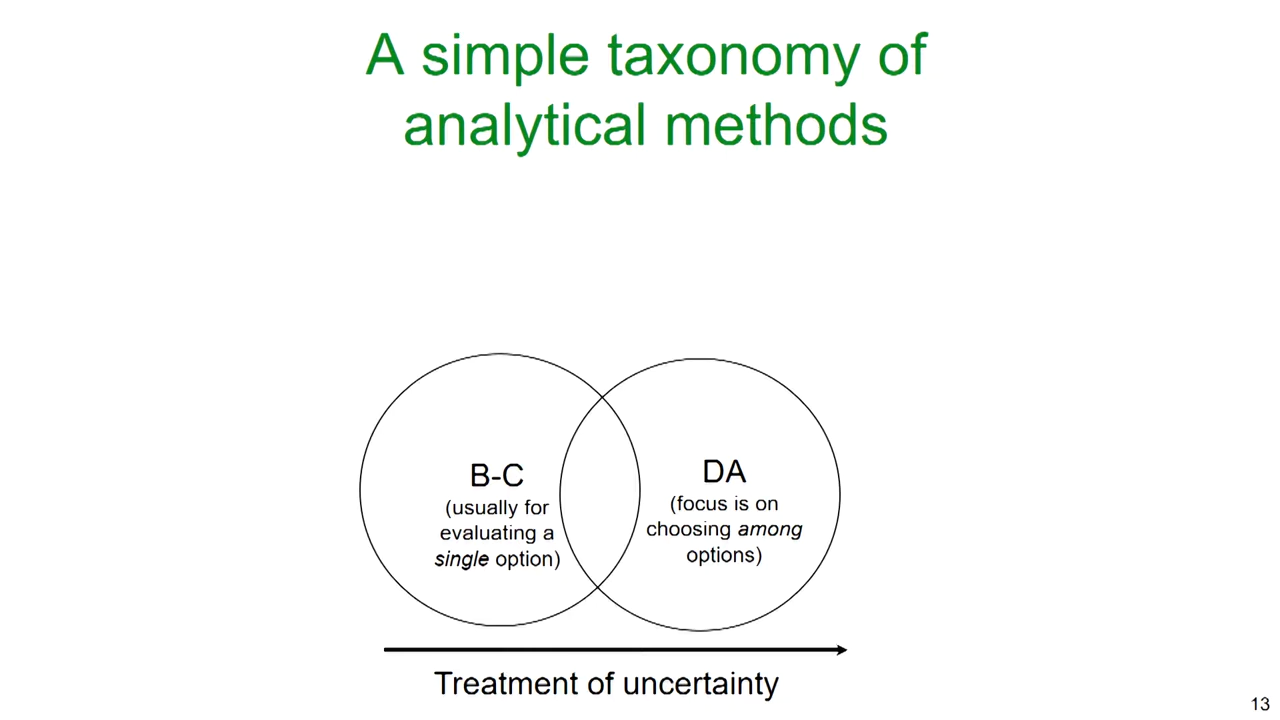 A simple taxonomy of
analytical methods
B-C
(usually for
evaluating a
single option)
DA
(focus is on
choosing among
options)
Treatment of uncertainty
13